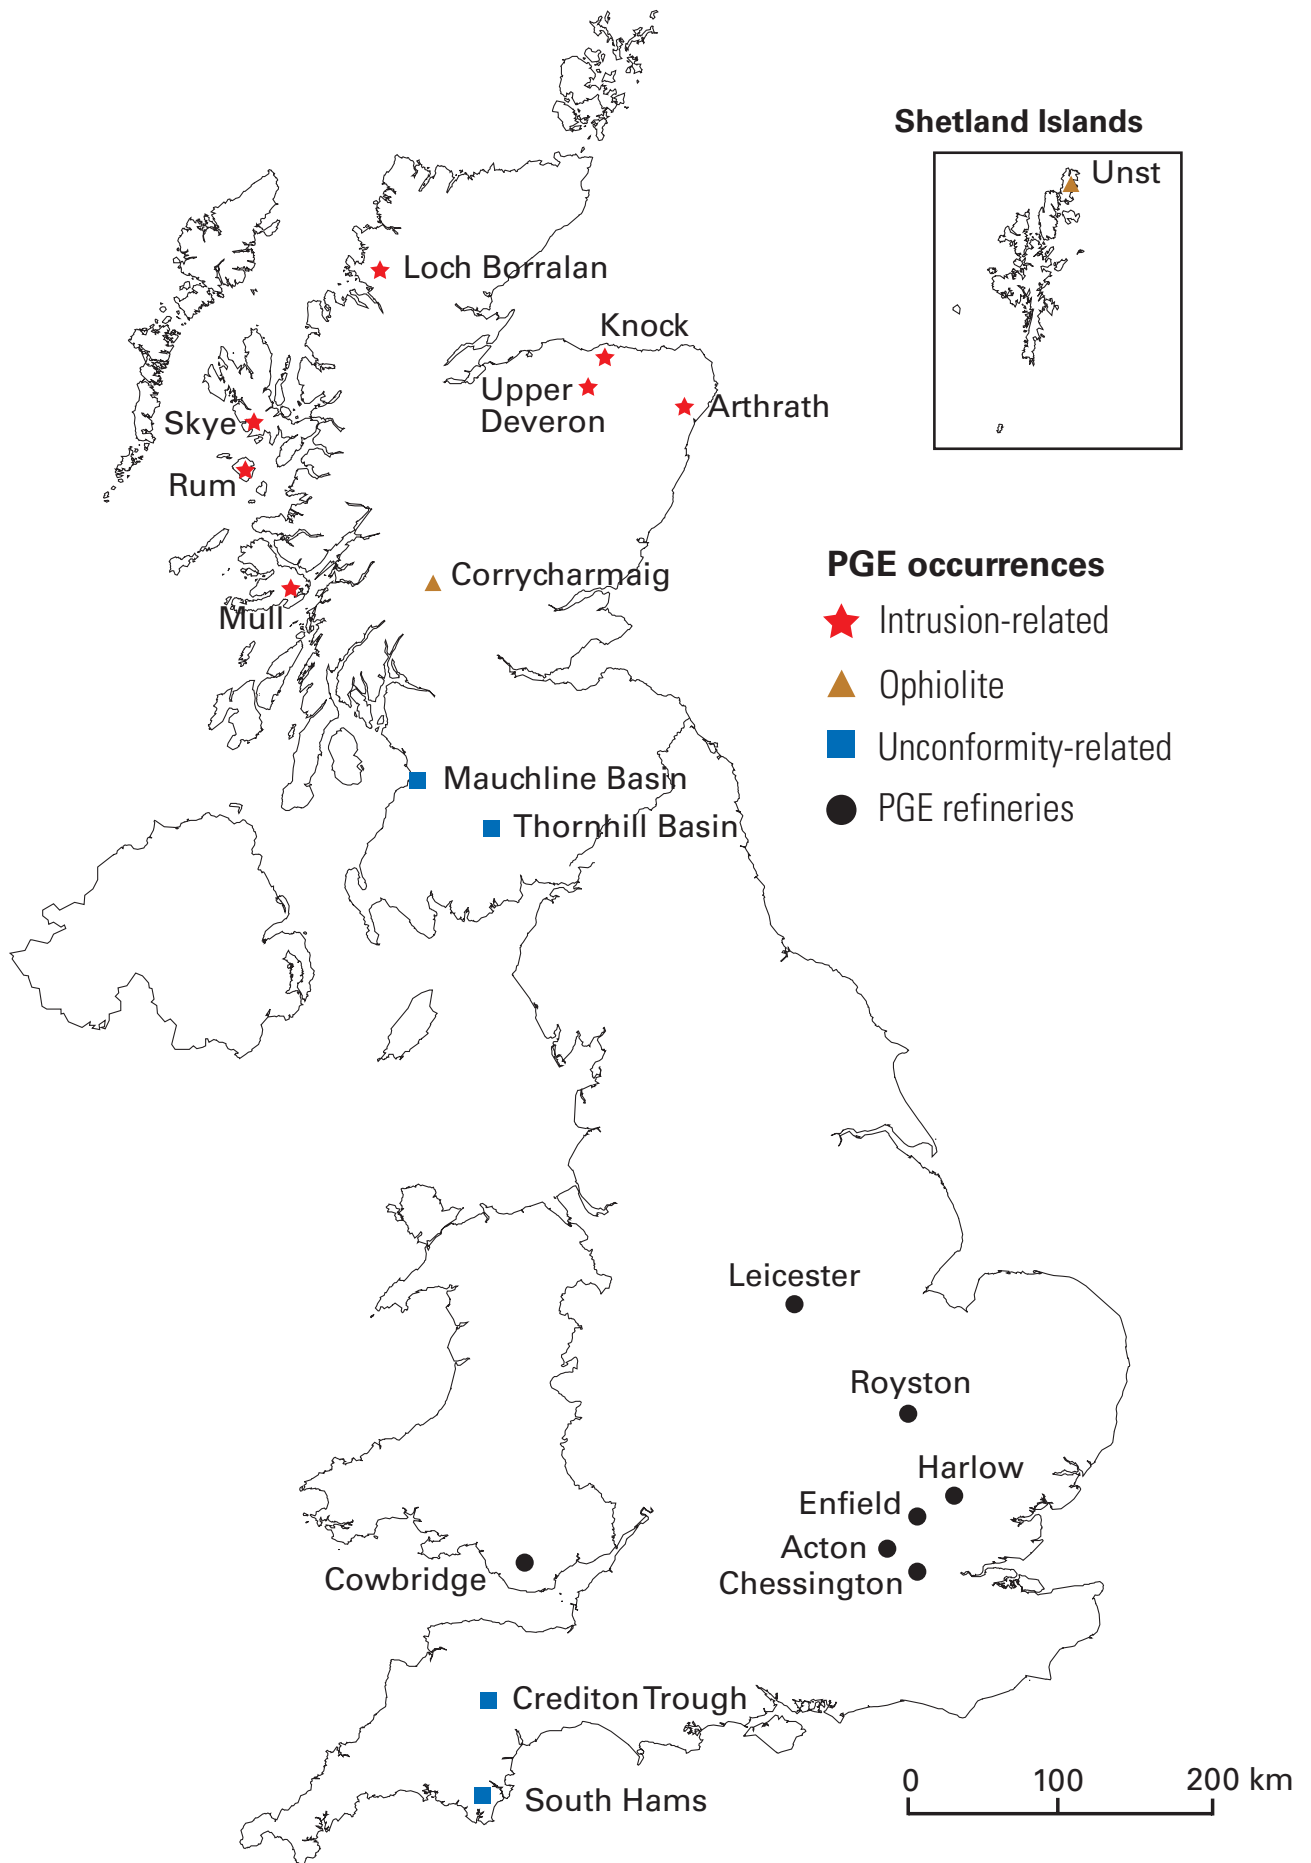 Shetland Islands
Unst
Loch Borralan
Knock
Upper
Deveron
Arthrath
Skye
Rum
Mull
Corrycharmaig
PGE occurrences
Intrusion-related
Ophiolite
Unconformity-related
PGE refineries
Mauchline Basin
Thornhill Basin
Leicester
Royston
Harlow
Enfield
Acton
Chessington
Cowbridge
Crediton Trough
South Hams
0 100 200 km